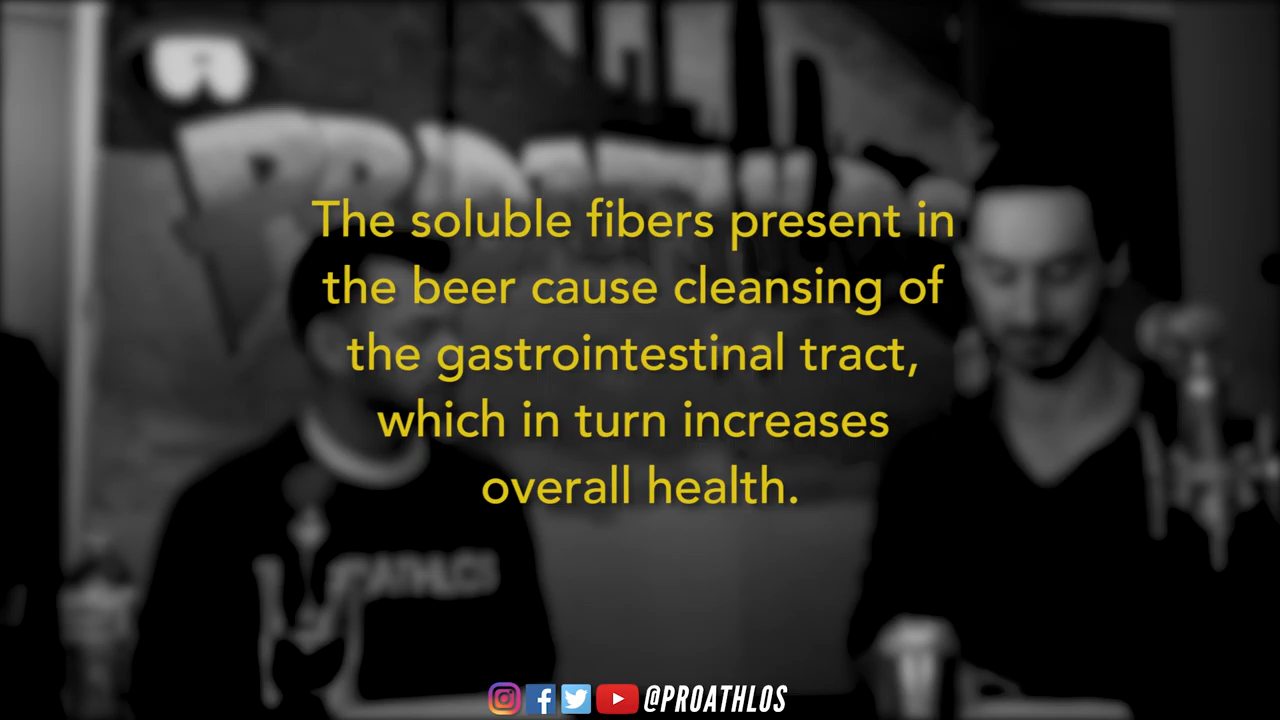 The soluble fibers present in
the beer cause cleansing of
the gastrointestinal tract,
which in turn increases
overall health.
@PROATHLOS